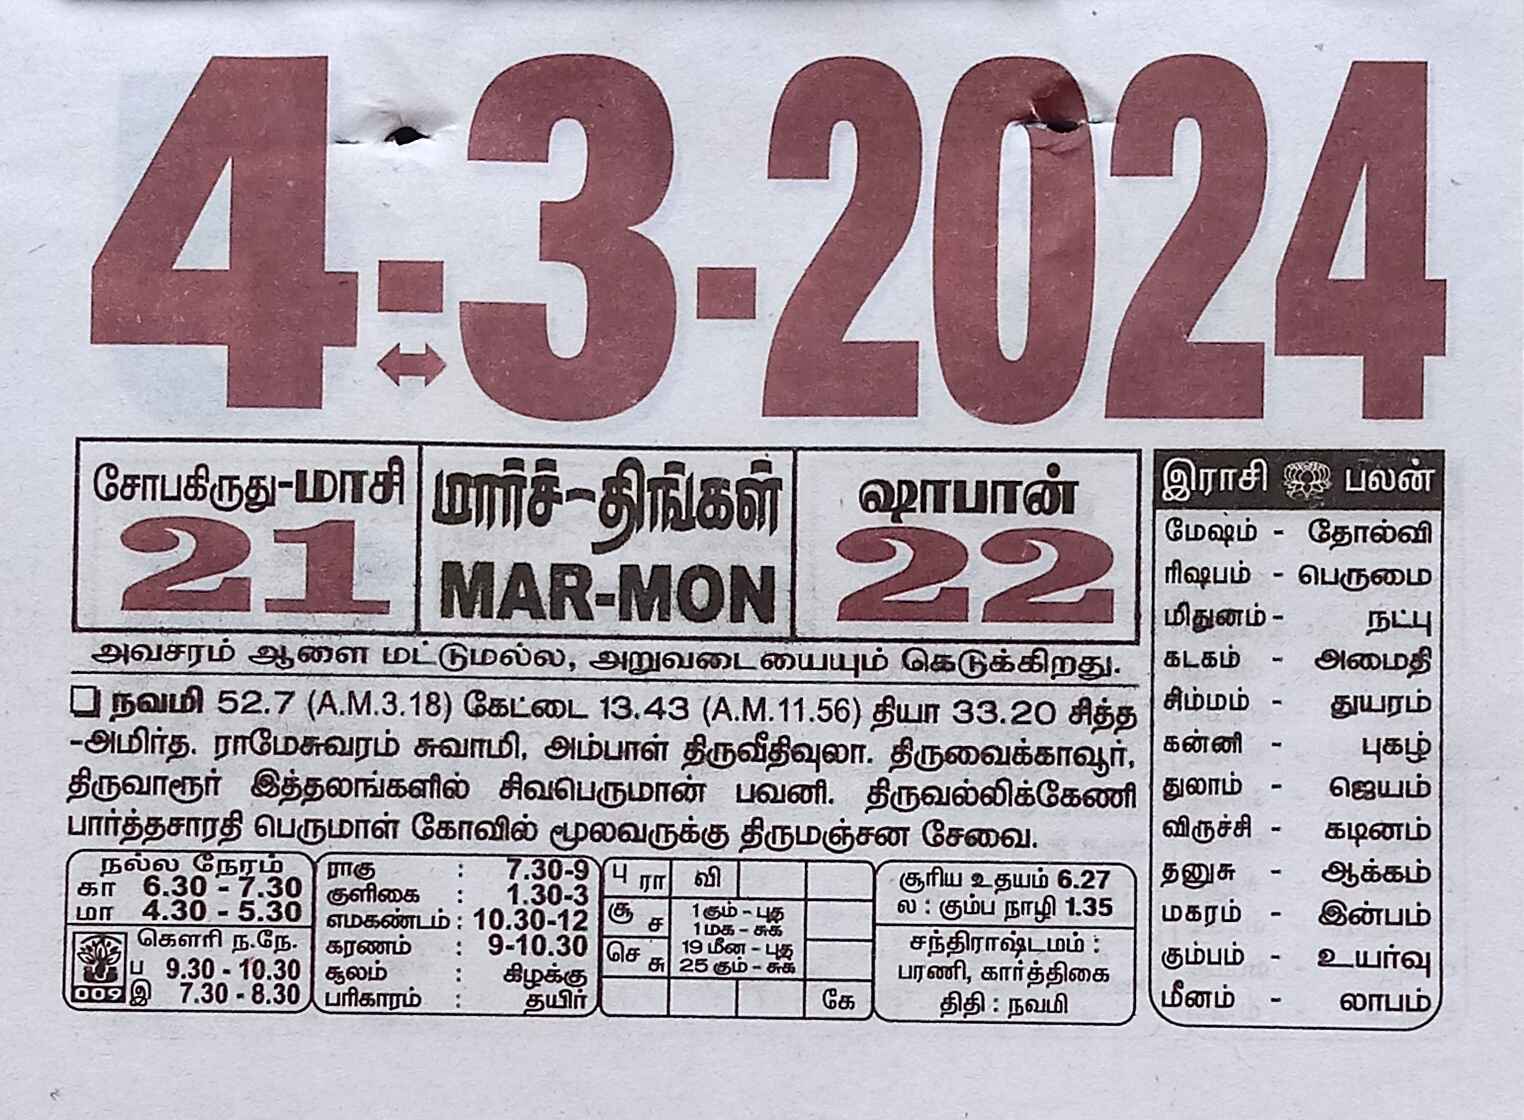 4-3-2024
சோபகிருது-மாசி
21
மார்ச்-திங்கள்
MAR-MON
ஷாபான்
22
அவசரம் ஆளை மட்டுமல்ல, அறுவடையையும் கெடுக்கிறது.
நவமி 52.7 (A.M.3.18) கேட்டை 13.43 (A.M.11.56) தியா 33.20 சித்த
-அமிர்த. ராமேசுவரம் சுவாமி, அம்பாள் திருவீதிவுலா. திருவைக்காவூர்,
திருவாரூர் இத்தலங்களில் சிவபெருமான் பவனி. திருவல்லிக்கேணி
பார்த்தசாரதி பெருமாள் கோவில் மூலவருக்கு திருமஞ்சன சேவை.
நல்ல நேரம்
கா 6.30 - 7.30
மா 4.30 - 5.30
கௌரி ந.நே.
ப 9.30 - 10.30
இ 7.30 - 8.30
009
ராகு : 7.30-9
குளிகை : 1.30-3
எமகண்டம் : 10.30-12
கரணம் : 9-10.30
சூலம் : கிழக்கு
பரிகாரம் : தயிர்
பு ரா வி
சூ ச
1 கும் - புத
1 மக - சுக்
செ சு
19 மீன - புத
25 கும் - சுக்
கே
சூரிய உதயம் 6.27
ல : கும்ப நாழி 1.35
சந்திராஷ்டமம் :
பரணி, கார்த்திகை
திதி : நவமி
இராசி பலன்
மேஷம் - தோல்வி
ரிஷபம் - பெருமை
மிதுனம் - நட்பு
கடகம் - அமைதி
சிம்மம் - துயரம்
கன்னி - புகழ்
துலாம் - ஜெயம்
விருச்சி - கடினம்
தனுசு - ஆக்கம்
மகரம் - இன்பம்
கும்பம் - உயர்வு
மீனம் - லாபம்